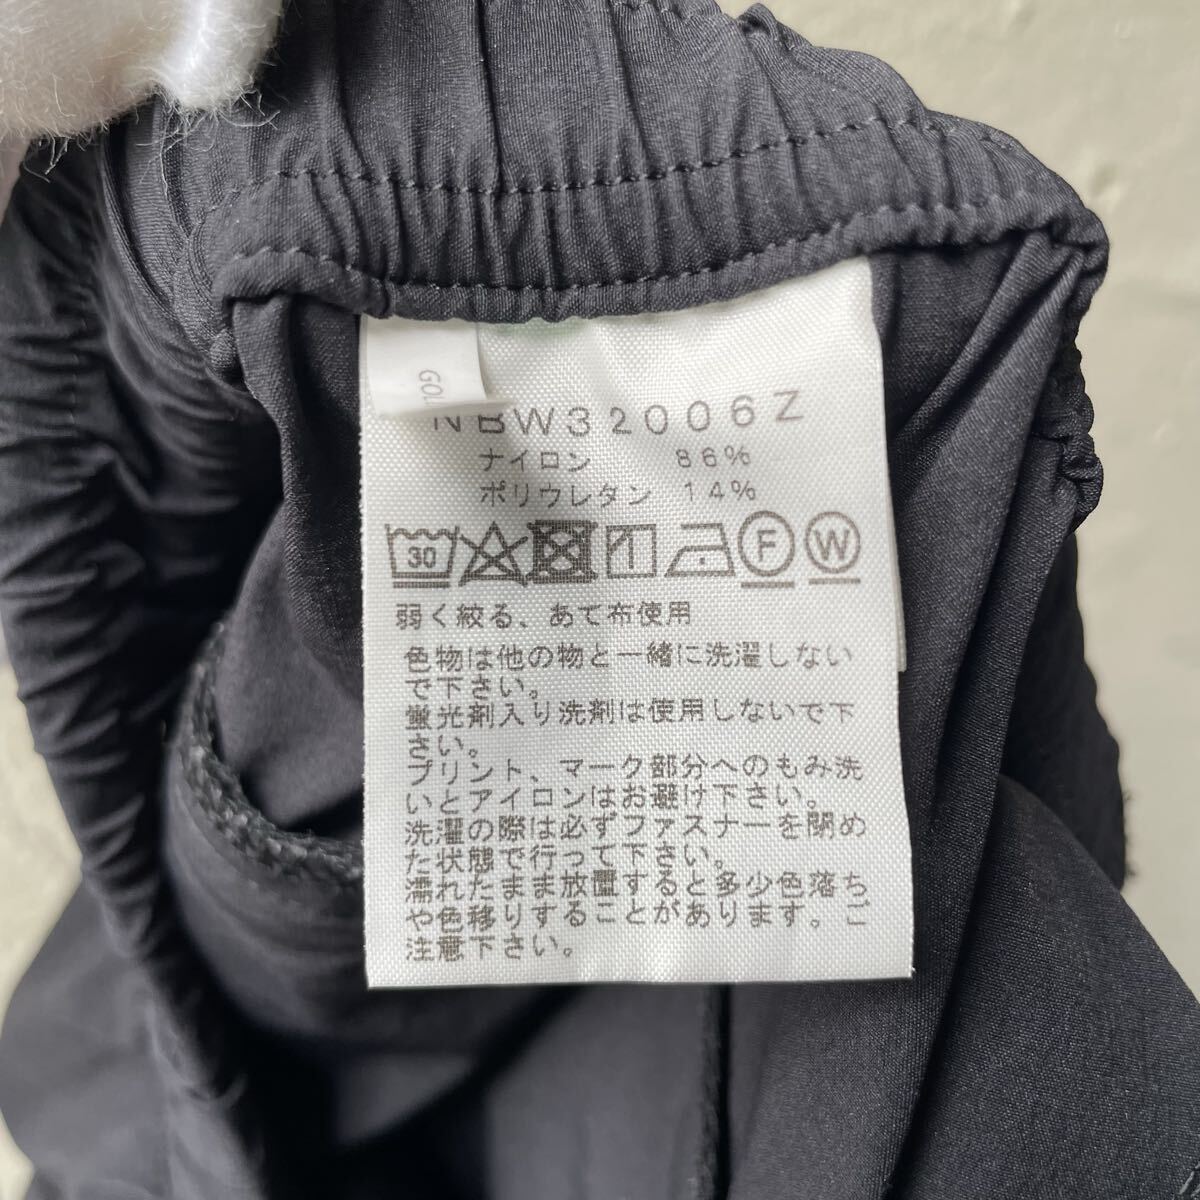 GOL
NBW32006Z
ナイロン 86%
ポリウレタン 14%
30 F W
弱く絞る、あて布使用
色物は他の物と一緒に洗濯しない
で下さい。
蛍光剤入り洗剤は使用しないで下
さい。
プリント、マーク部分へのもみ洗
いとアイロンはお避け下さい。
洗濯の際は必ずファスナーを閉め
た状態で行って下さい。
濡れたまま放置すると多少色落ち
や色移りすることがあります。ご
注意下さい。